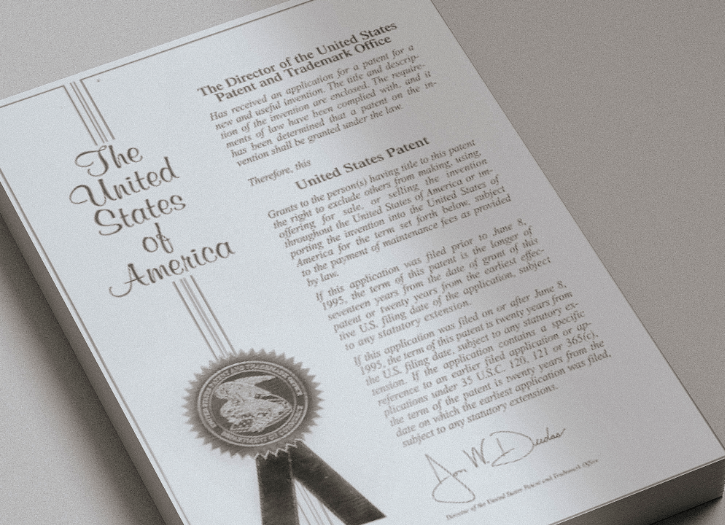 The
United
States
of
America
The Director of the United States
Patent and Trademark Office
Has received an application for a patent for a
new and useful invention. The title and descrip-
tion of the invention are enclosed. The require-
ments of law have been complied with, and it
has been determined that a patent on the in-
vention shall be granted under the law.
Therefore, this
United States Patent
Grants to the person(s) having title to this patent
the right to exclude others from making, using,
offering for sale, or selling the invention
throughout the United States of America or im-
porting the invention into the United States of
America for the term set forth below, subject
to the payment of maintenance fees as provided
by law.
If this application was filed prior to June 8,
1995, the term of this patent is the longer of
seventeen years from the date of grant of this
patent or twenty years from the earliest effec-
tive U.S. filing date of the application, subject
to any statutory extension.
If this application was filed on or after June 8,
1995, the term of this patent is twenty years from
the U.S. filing date, subject to any statutory ex-
tension. If the application contains a specific
reference to an earlier filed application or ap-
plications under 35 U.S.C. 120, 121 or 365(c),
the term of the patent is twenty years from the
date on which the earliest application was filed,
subject to any statutory extensions.
Jon W. Dudas
Director of the United States Patent and Trademark Office